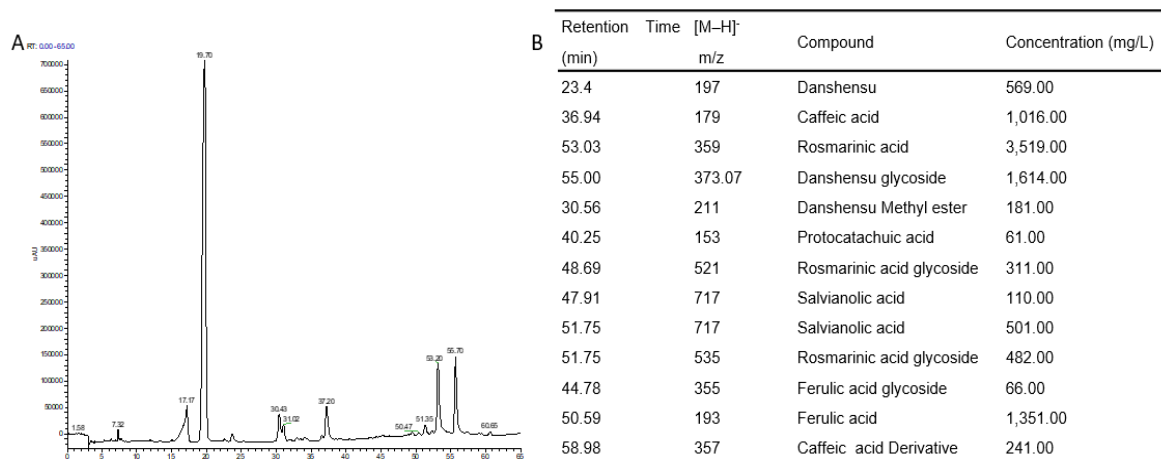 A RT: 0.00 - 65.00
19.70
700000
650000
600000
550000
500000
450000
400000
350000
300000
250000
200000
150000
100000
50000
0
uAU
1.58
7.32
17.17
30.43
31.02
37.20
50.47
51.35
53.20
55.70
60.65
0 5 10 15 20 25 30 35 40 45 50 55 60 65
B
Retention Time [M–H]- Compound Concentration (mg/L)
(min) m/z
23.4 197 Danshensu 569.00
36.94 179 Caffeic acid 1,016.00
53.03 359 Rosmarinic acid 3,519.00
55.00 373.07 Danshensu glycoside 1,614.00
30.56 211 Danshensu Methyl ester 181.00
40.25 153 Protocatachuic acid 61.00
48.69 521 Rosmarinic acid glycoside 311.00
47.91 717 Salvianolic acid 110.00
51.75 717 Salvianolic acid 501.00
51.75 535 Rosmarinic acid glycoside 482.00
44.78 355 Ferulic acid glycoside 66.00
50.59 193 Ferulic acid 1,351.00
58.98 357 Caffeic acid Derivative 241.00